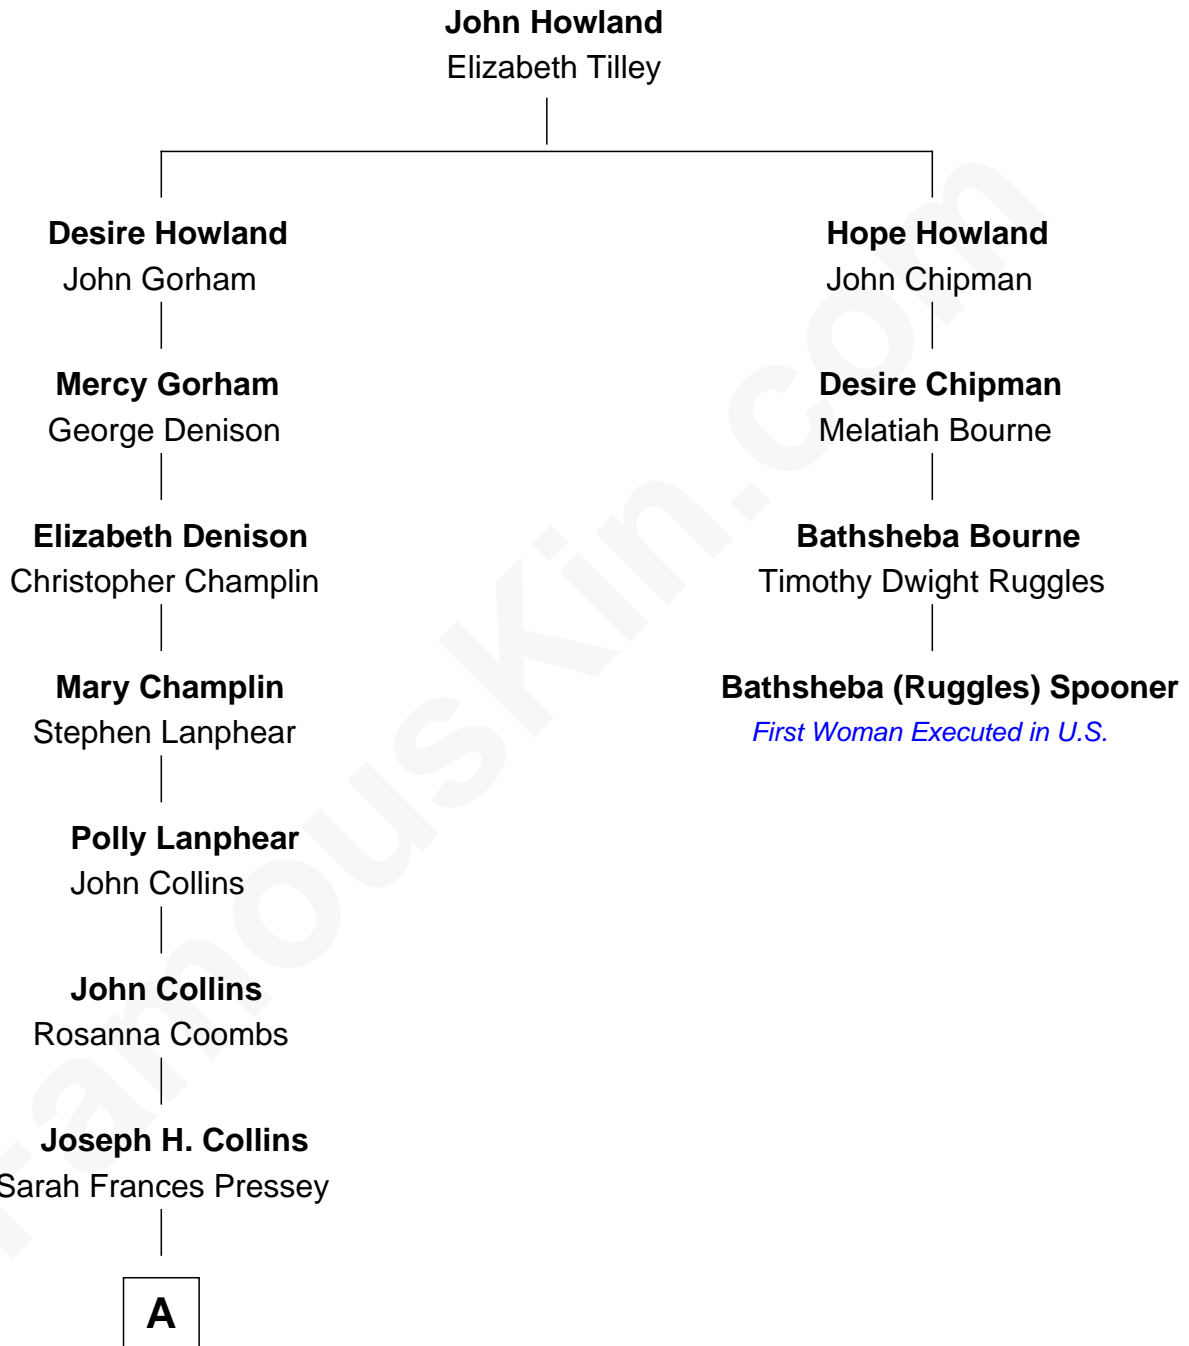 John Howland
Elizabeth Tilley
Desire Howland
John Gorham
Hope Howland
John Chipman
Mercy Gorham
George Denison
Desire Chipman
Melatiah Bourne
Elizabeth Denison
Christopher Champlin
Bathsheba Bourne
Timothy Dwight Ruggles
Mary Champlin
Stephen Lanphear
Bathsheba (Ruggles) Spooner
First Woman Executed in U.S.
Polly Lanphear
John Collins
John Collins
Rosanna Coombs
Joseph H. Collins
Sarah Frances Pressey
A
famouskin.com